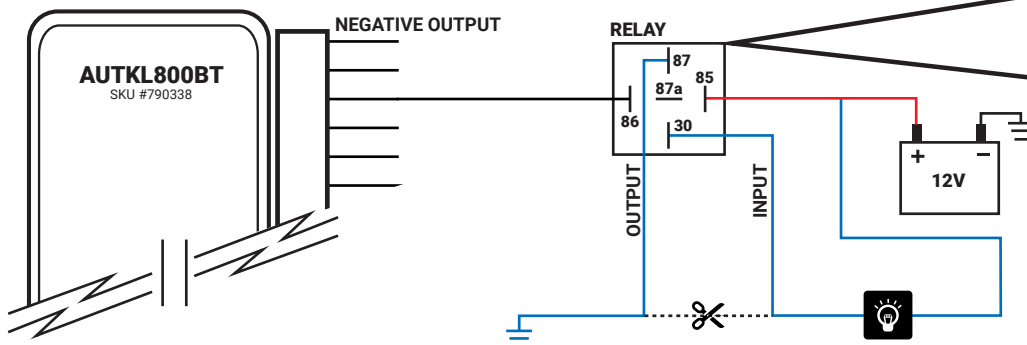 NEGATIVE OUTPUT
AUTKL800BT
SKU #790338
RELAY
87
87a
85
86
30
OUTPUT
INPUT
+
−
12V